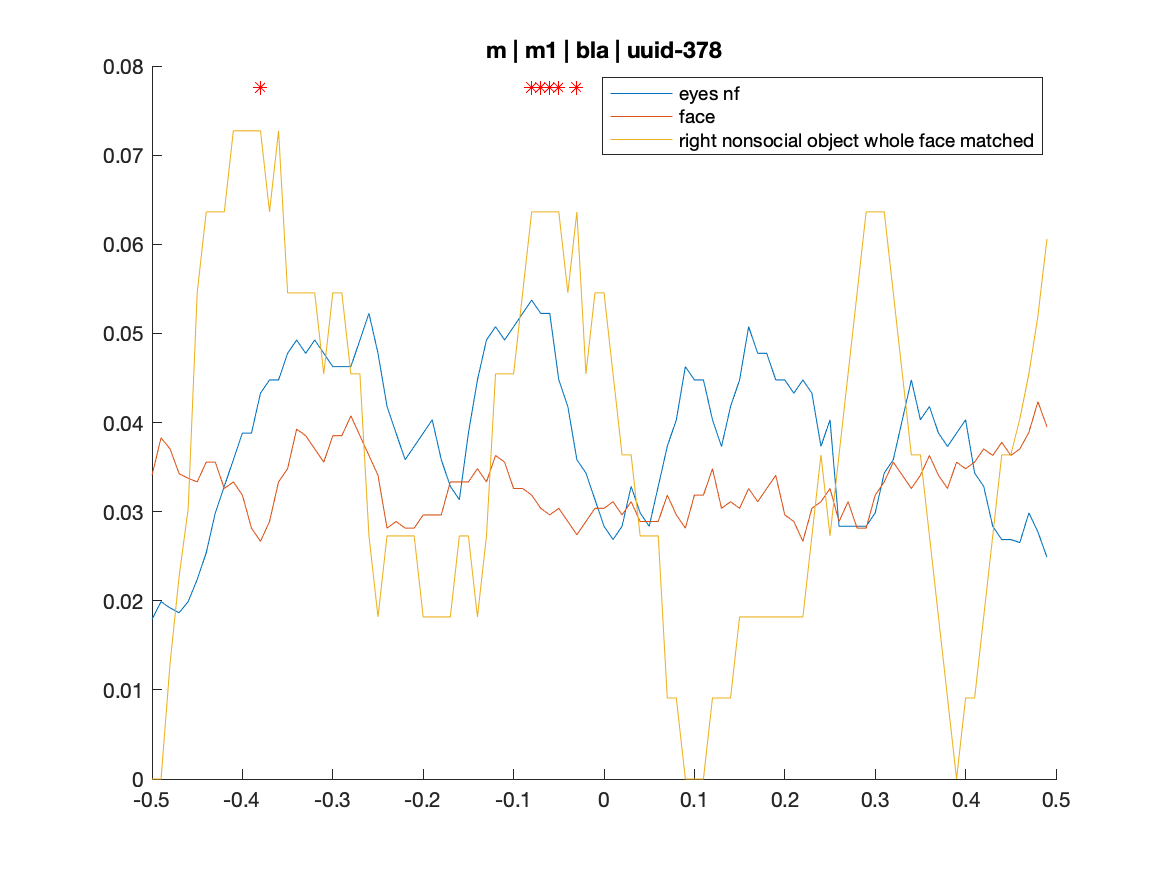 m | m1 | bla | uuid-378
0.08
0.07
0.06
0.05
0.04
0.03
0.02
0.01
0
eyes nf
face
right nonsocial object whole face matched
-0.5 -0.4 -0.3 -0.2 -0.1 0 0.1 0.2 0.3 0.4 0.5